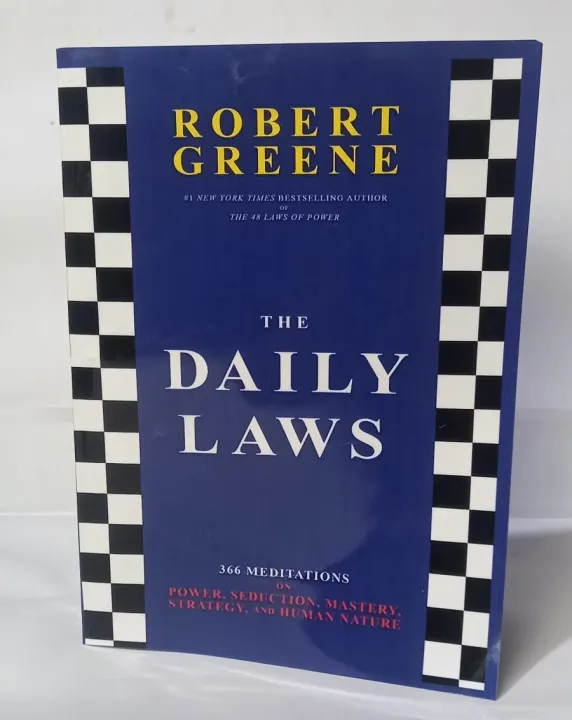 ROBERT
GREENE
#1 NEW YORK TIMES BESTSELLING AUTHOR
OF
THE 48 LAWS OF POWER
THE
DAILY
LAWS
366 MEDITATIONS
ON
POWER, SEDUCTION, MASTERY,
STRATEGY, AND HUMAN NATURE